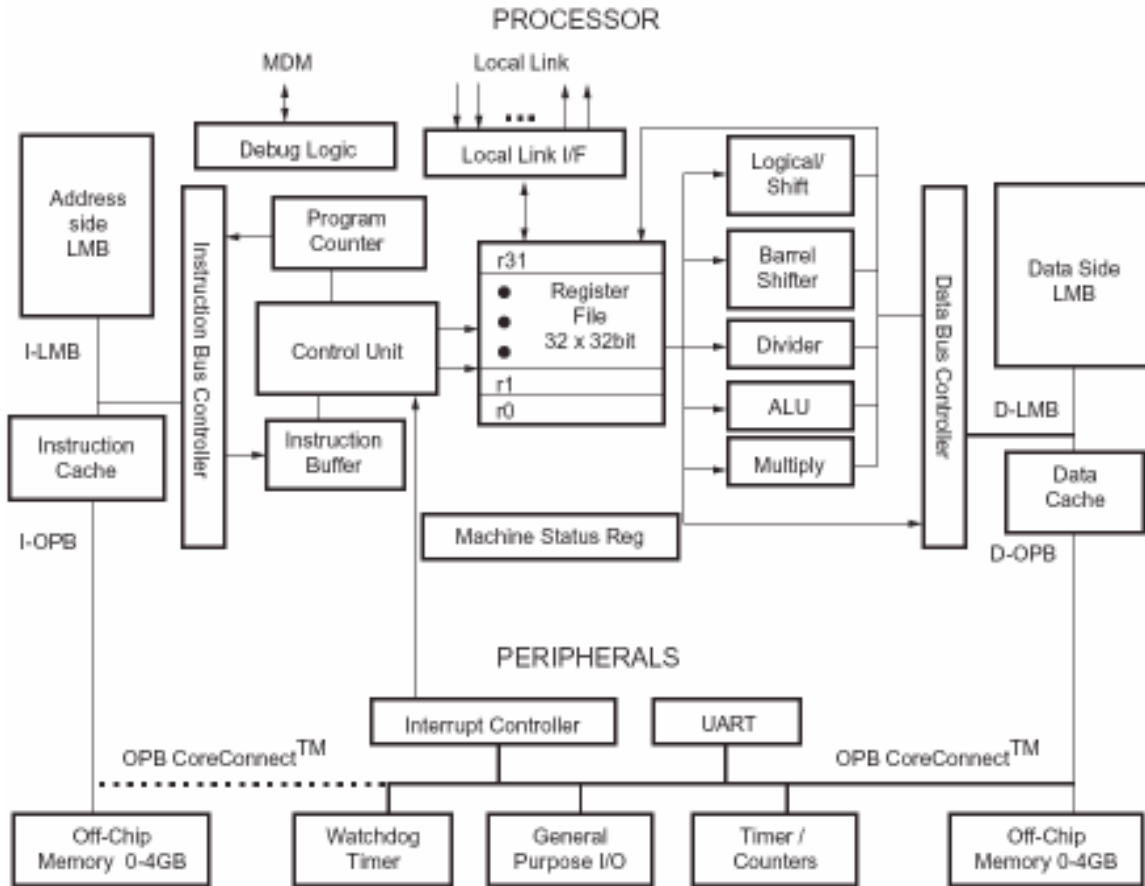 PROCESSOR
MDM
Local Link
Debug Logic
Local Link I/F
Address
side
LMB
Instruction Bus Controller
Program
Counter
Control Unit
Instruction
Buffer
r31
Register
File
32 x 32bit
r1
r0
Logical/
Shift
Barrel
Shifter
Divider
ALU
Multiply
Data Bus Controller
Data Side
LMB
I-LMB
D-LMB
Instruction
Cache
Data
Cache
I-OPB
D-OPB
Machine Status Reg
PERIPHERALS
Interrupt Controller
UART
OPB CoreConnect™
OPB CoreConnect™
Off-Chip
Memory 0-4GB
Watchdog
Timer
General
Purpose I/O
Timer /
Counters
Off-Chip
Memory 0-4GB